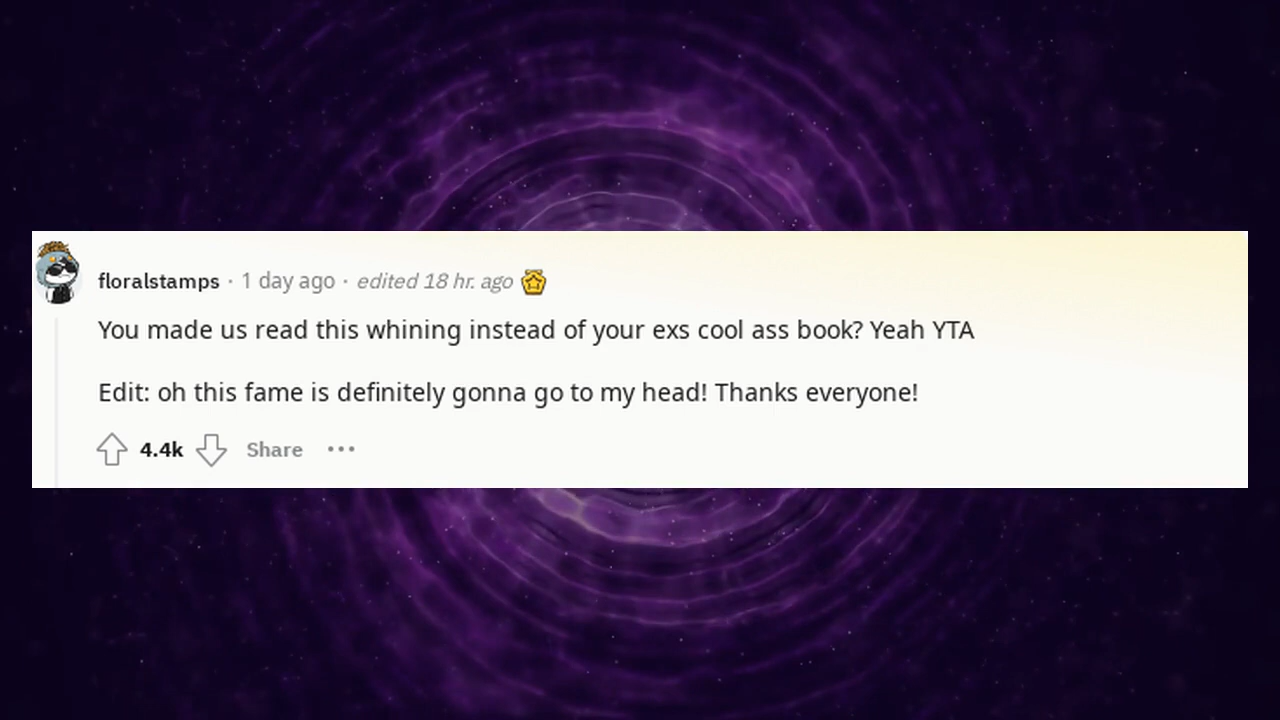 floralstamps · 1 day ago · edited 18 hr. ago
You made us read this whining instead of your exs cool ass book? Yeah YTA
Edit: oh this fame is definitely gonna go to my head! Thanks everyone!
4.4k Share ···